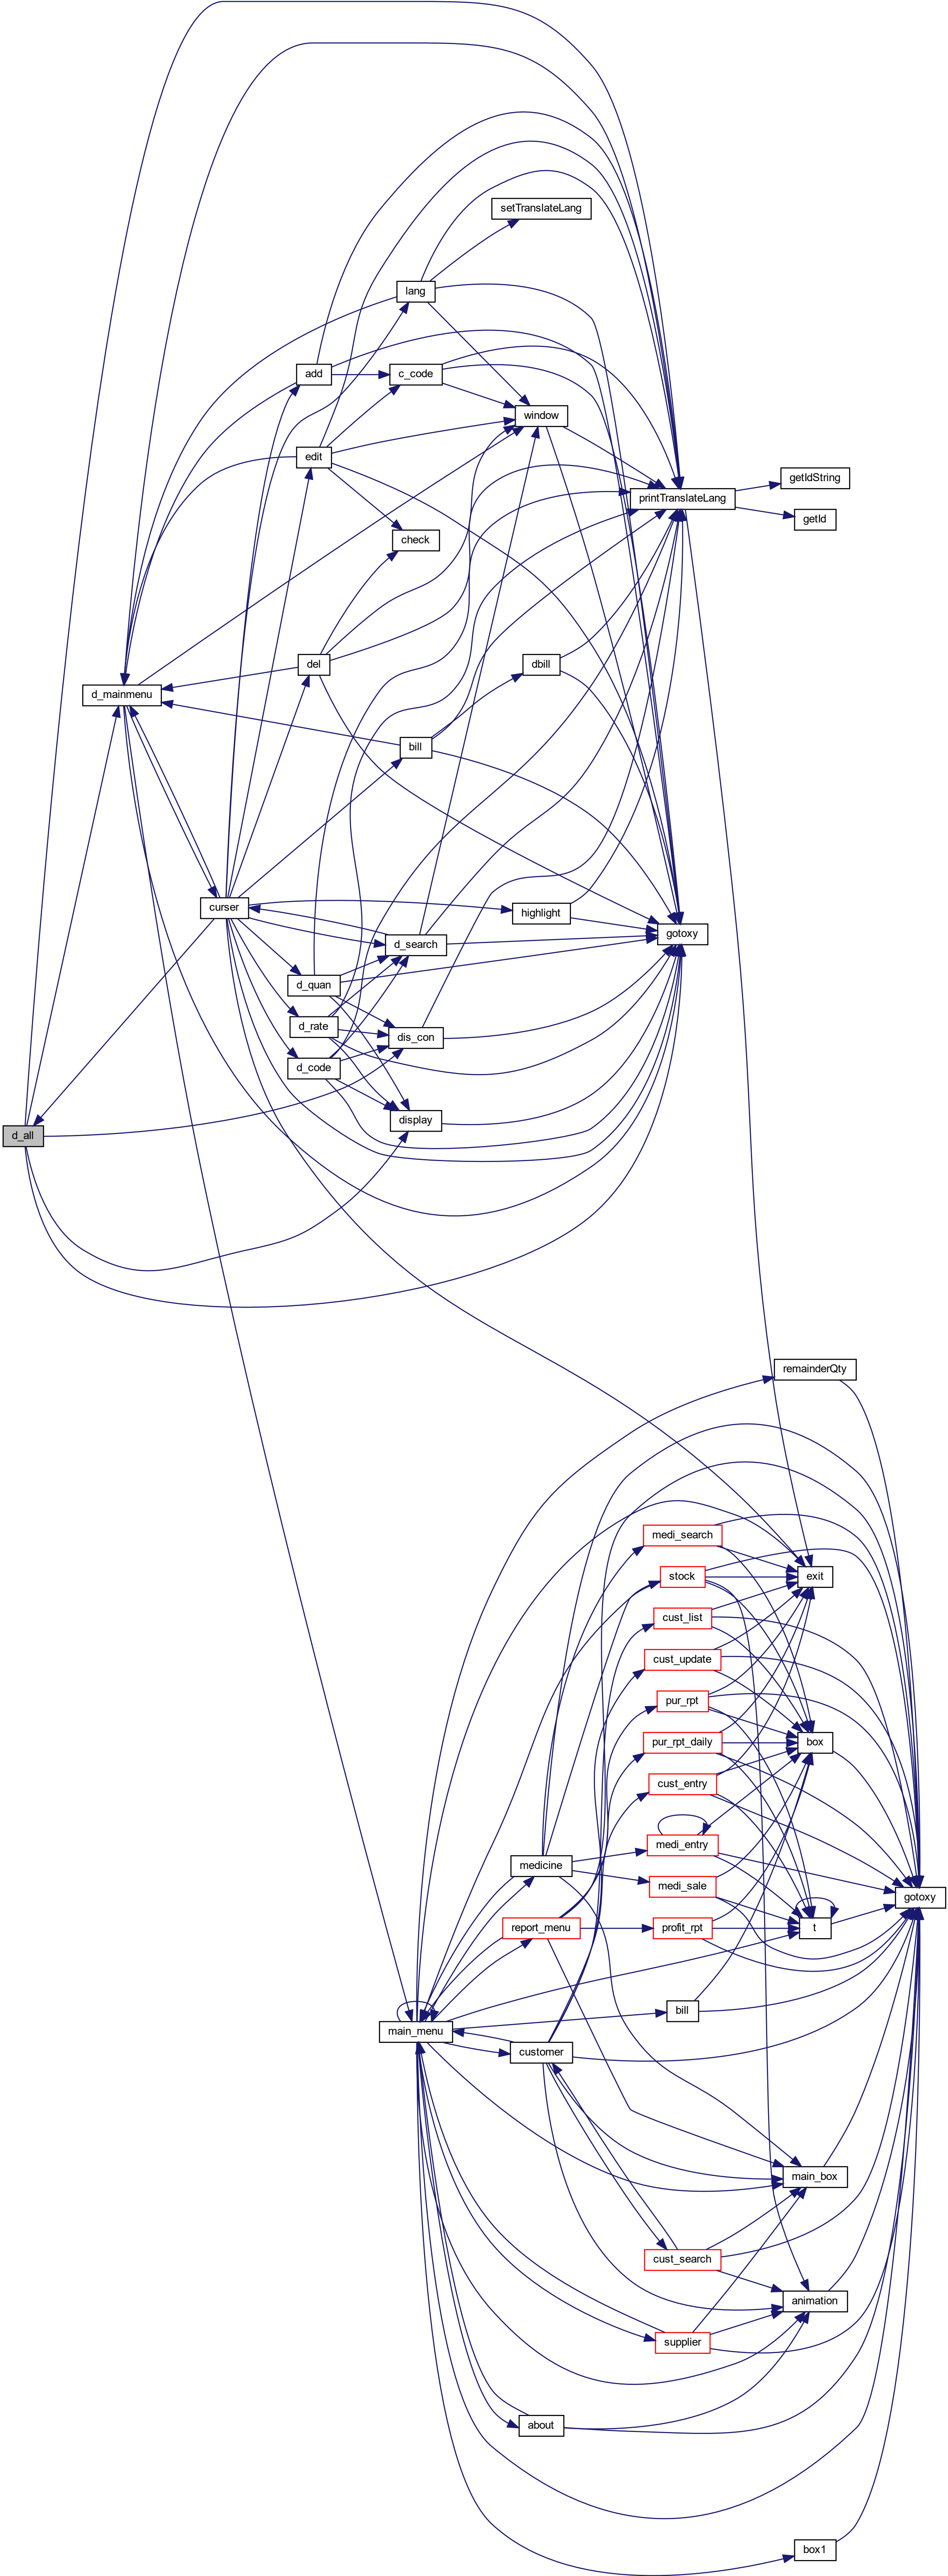 setTranslateLang
lang
add
c_code
window
edit
getIdString
printTranslateLang
getId
check
del
dbill
d_mainmenu
bill
curser
highlight
gotoxy
d_search
d_quan
d_rate
dis_con
d_code
display
d_all
remainderQty
medi_search
stock
exit
cust_list
cust_update
pur_rpt
pur_rpt_daily
box
cust_entry
medi_entry
medicine
medi_sale
gotoxy
report_menu
profit_rpt
t
bill
main_menu
customer
main_box
cust_search
animation
supplier
about
box1